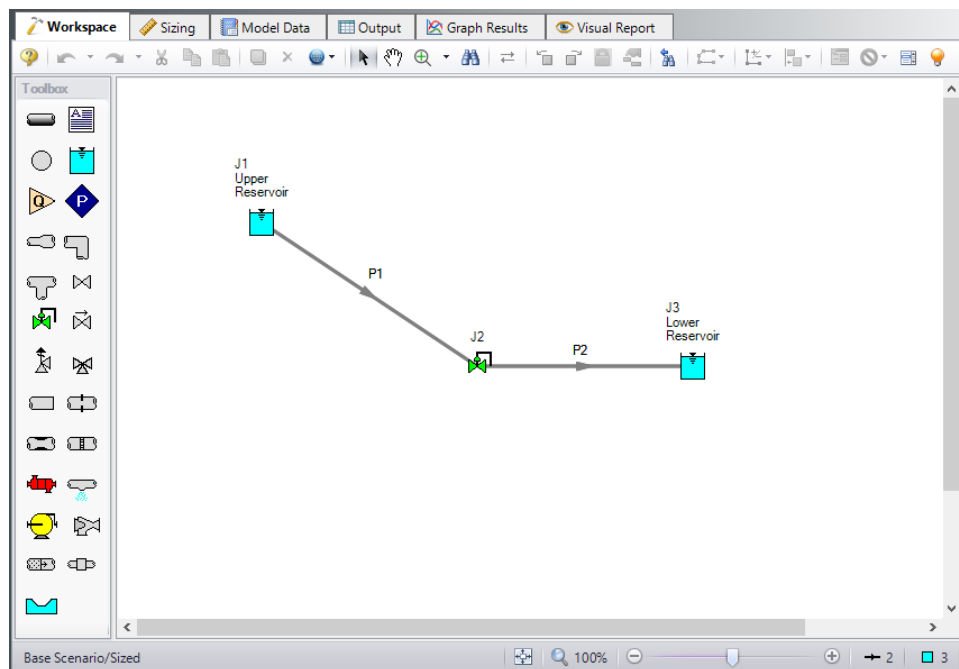 Workspace
Sizing
Model Data
Output
Graph Results
Visual Report
Toolbox
A
Q
P
J1
Upper
Reservoir
P1
J2
P2
J3
Lower
Reservoir
Base Scenario/Sized
100%
2
3